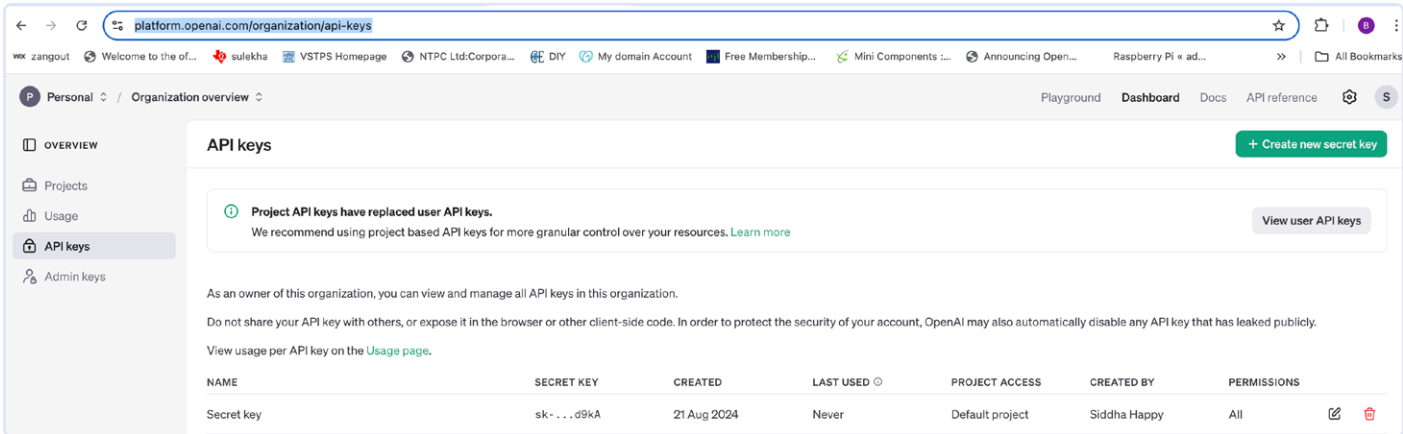 platform.openai.com/organization/api-keys
B
WIX zangout Welcome to the of... sulekha VSTPS Homepage NTPC Ltd:Corpora... DIY My domain Account Free Membership... Mini Components :... Announcing Open... Raspberry Pi « ad... » All Bookmarks
P Personal / Organization overview Playground Dashboard Docs API reference S
OVERVIEW
Projects
Usage
API keys
Admin keys
API keys + Create new secret key
Project API keys have replaced user API keys.
We recommend using project based API keys for more granular control over your resources. Learn more
View user API keys
As an owner of this organization, you can view and manage all API keys in this organization.
Do not share your API key with others, or expose it in the browser or other client-side code. In order to protect the security of your account, OpenAI may also automatically disable any API key that has leaked publicly.
View usage per API key on the Usage page.
NAME SECRET KEY CREATED LAST USED PROJECT ACCESS CREATED BY PERMISSIONS
Secret key sk-...d9kA 21 Aug 2024 Never Default project Siddha Happy All